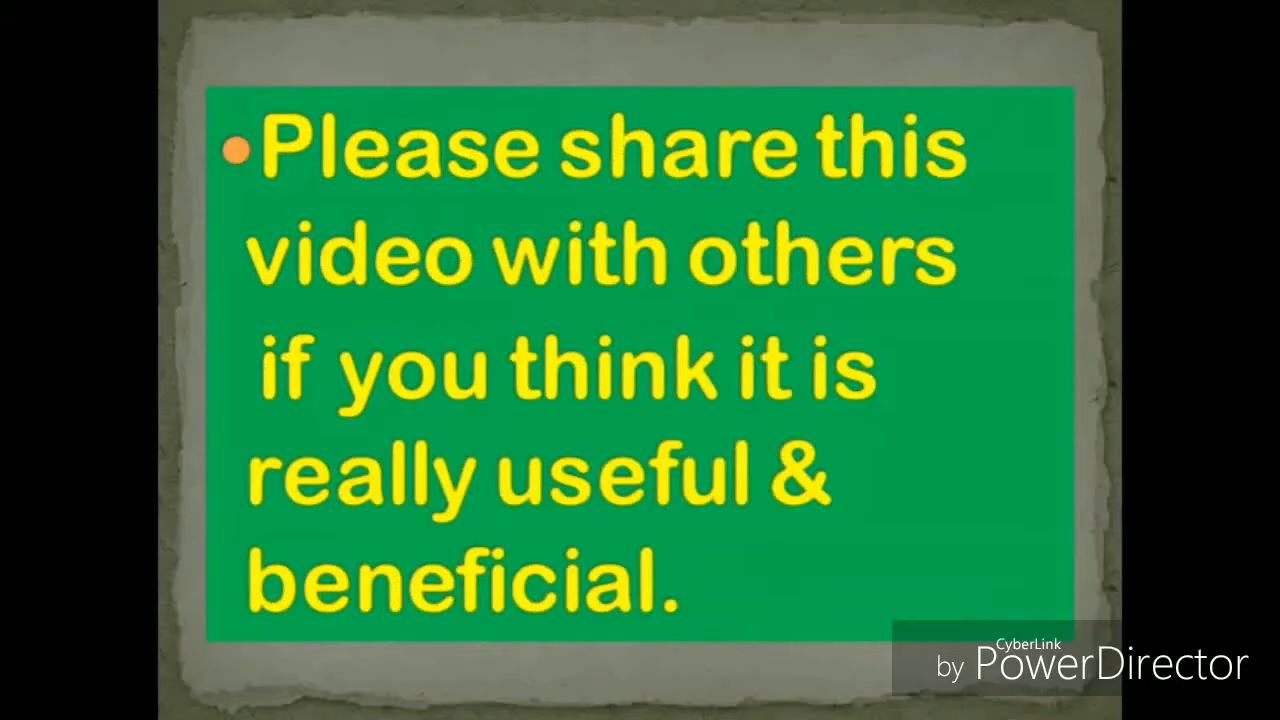 Please share this
video with others
if you think it is
really useful &
beneficial.
CyberLink
by PowerDirector